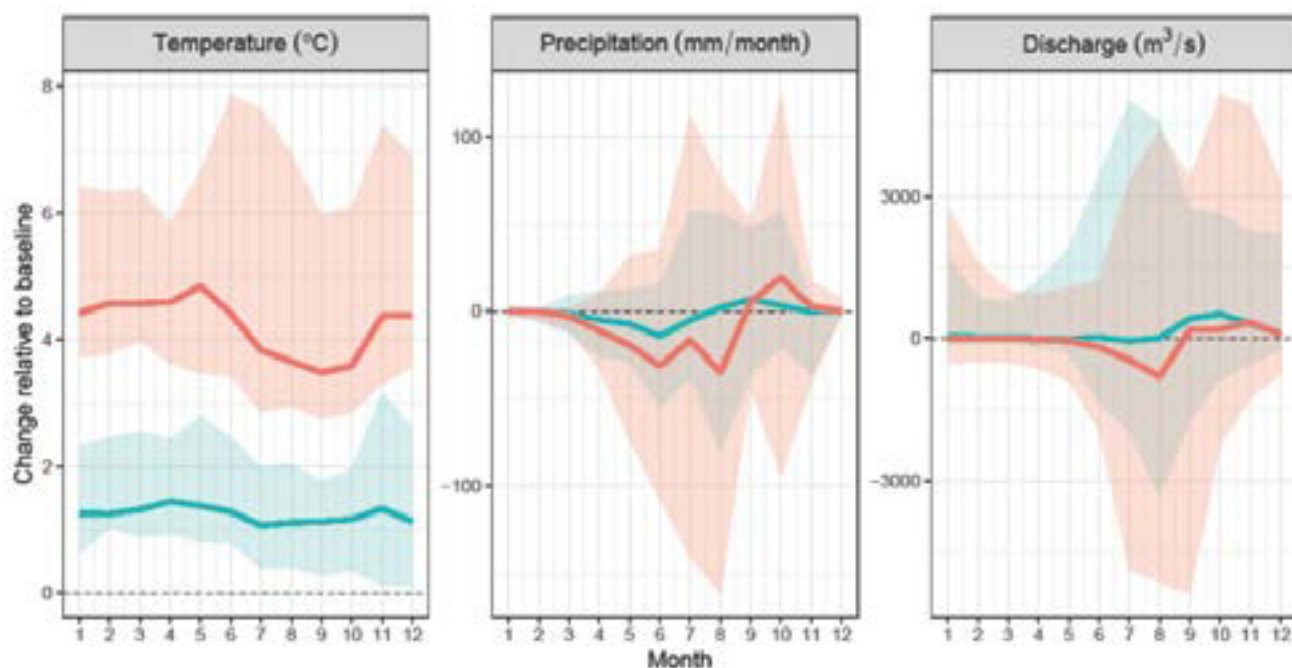 Temperature (°C)
Precipitation (mm/month)
Discharge (m³/s)
Change relative to baseline
8
6
4
2
0
100
0
−100
3000
0
−3000
1 2 3 4 5 6 7 8 9 10 11 12
1 2 3 4 5 6 7 8 9 10 11 12
1 2 3 4 5 6 7 8 9 10 11 12
Month